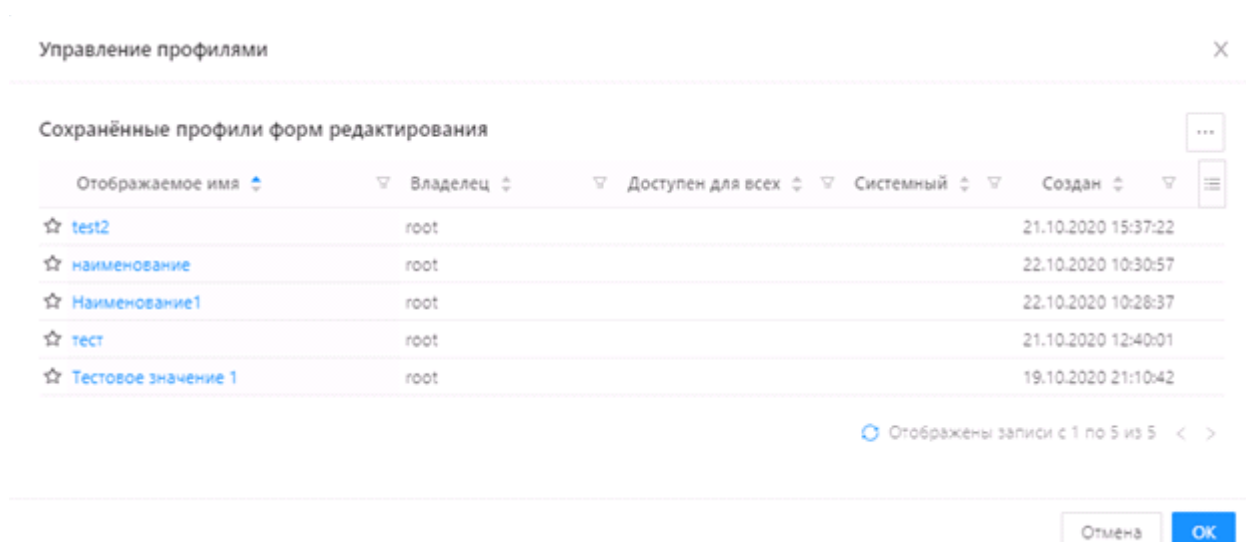 Управление профилями
Сохранённые профили форм редактирования
Отображаемое имя Владелец Доступен для всех Системный Создан
test2 root 21.10.2020 15:37:22
наименование root 22.10.2020 10:30:57
Наименование1 root 22.10.2020 10:28:37
тест root 21.10.2020 12:40:01
Тестовое значение 1 root 19.10.2020 21:10:42
Отображены записи с 1 по 5 из 5
Отмена OK